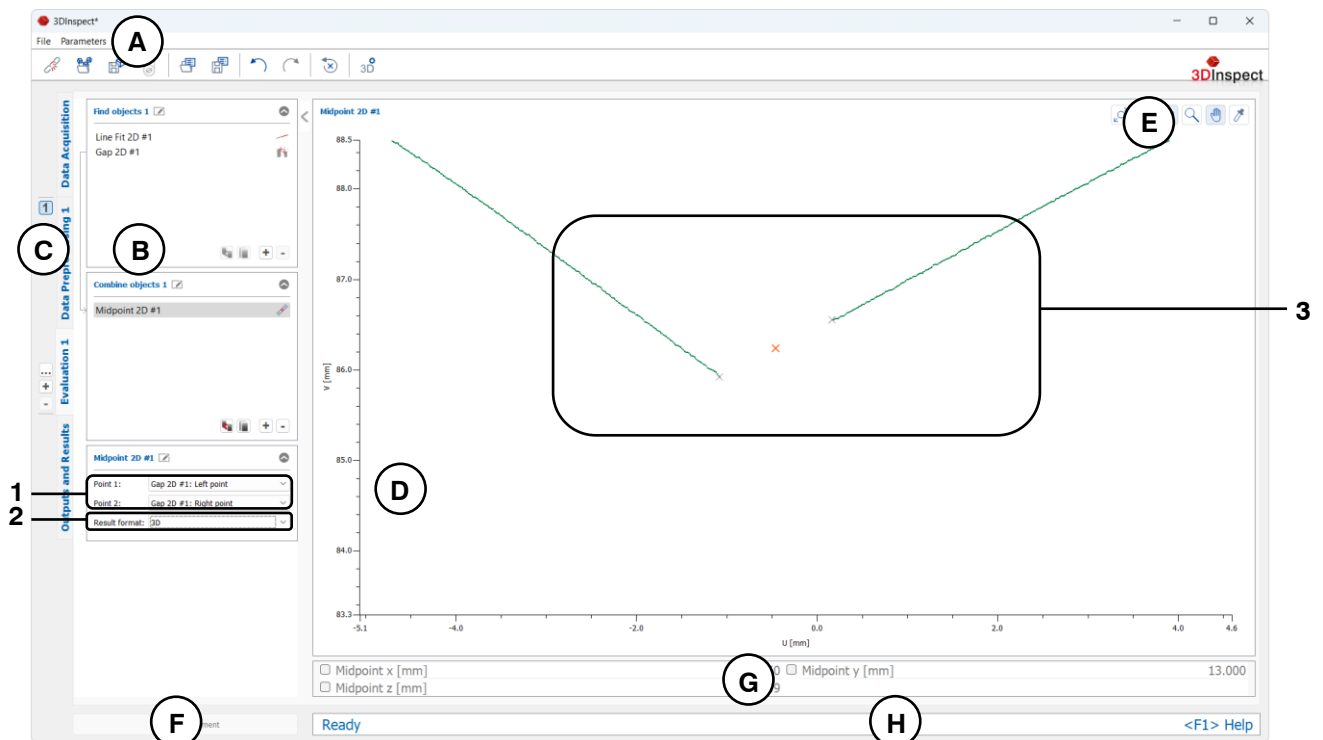 3DInspect*
File Parameters
A
3D
3DInspect
Data Acquisition
Find objects 1
Line Fit 2D #1
Gap 2D #1
1
C
B
Combine objects 1
Midpoint 2D #1
Evaluation 1
...
+
-
Outputs and Results
Midpoint 2D #1
1
Point 1: Gap 2D #1: Left point
Point 2: Gap 2D #1: Right point
2
Result format: 3D
Midpoint 2D #1
E
88.5
88.0
87.0
86.0
85.0
84.0
83.3
V [mm]
3
D
-5.1 -4.0 -2.0 0.0 2.0 4.0 4.6
U [mm]
Midpoint x [mm] 0 Midpoint y [mm] 13.000
Midpoint z [mm] 9
G
F
Ready
H
<F1> Help